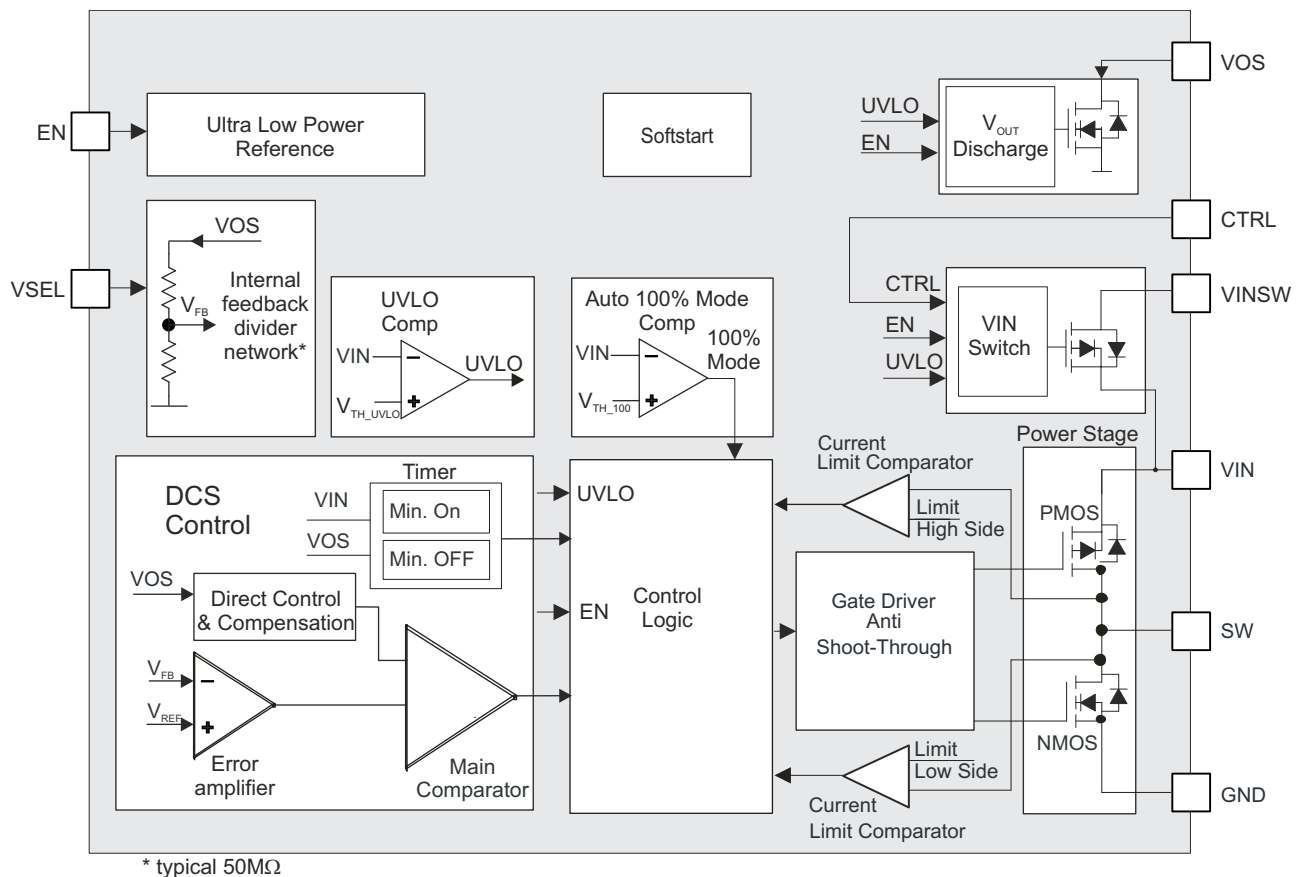 VOS
EN
Ultra Low Power
Reference
Softstart
UVLO
EN
VOUT
Discharge
CTRL
VSEL
VOS
VFB
Internal
feedback
divider
network*
UVLO
Comp
VIN
VTH_UVLO
UVLO
Auto 100% Mode
Comp
100%
Mode
VIN
VTH_100
CTRL
EN
UVLO
VIN
Switch
VINSW
Power Stage
VIN
DCS
Control
Timer
VIN
VOS
Min. On
Min. OFF
VOS
Direct Control
& Compensation
VFB
VREF
Error
amplifier
Main
Comparator
UVLO
EN
Control
Logic
Current
Limit Comparator
Limit
High Side
PMOS
Gate Driver
Anti
Shoot-Through
SW
NMOS
Limit
Low Side
Current
Limit Comparator
GND
* typical 50MΩ